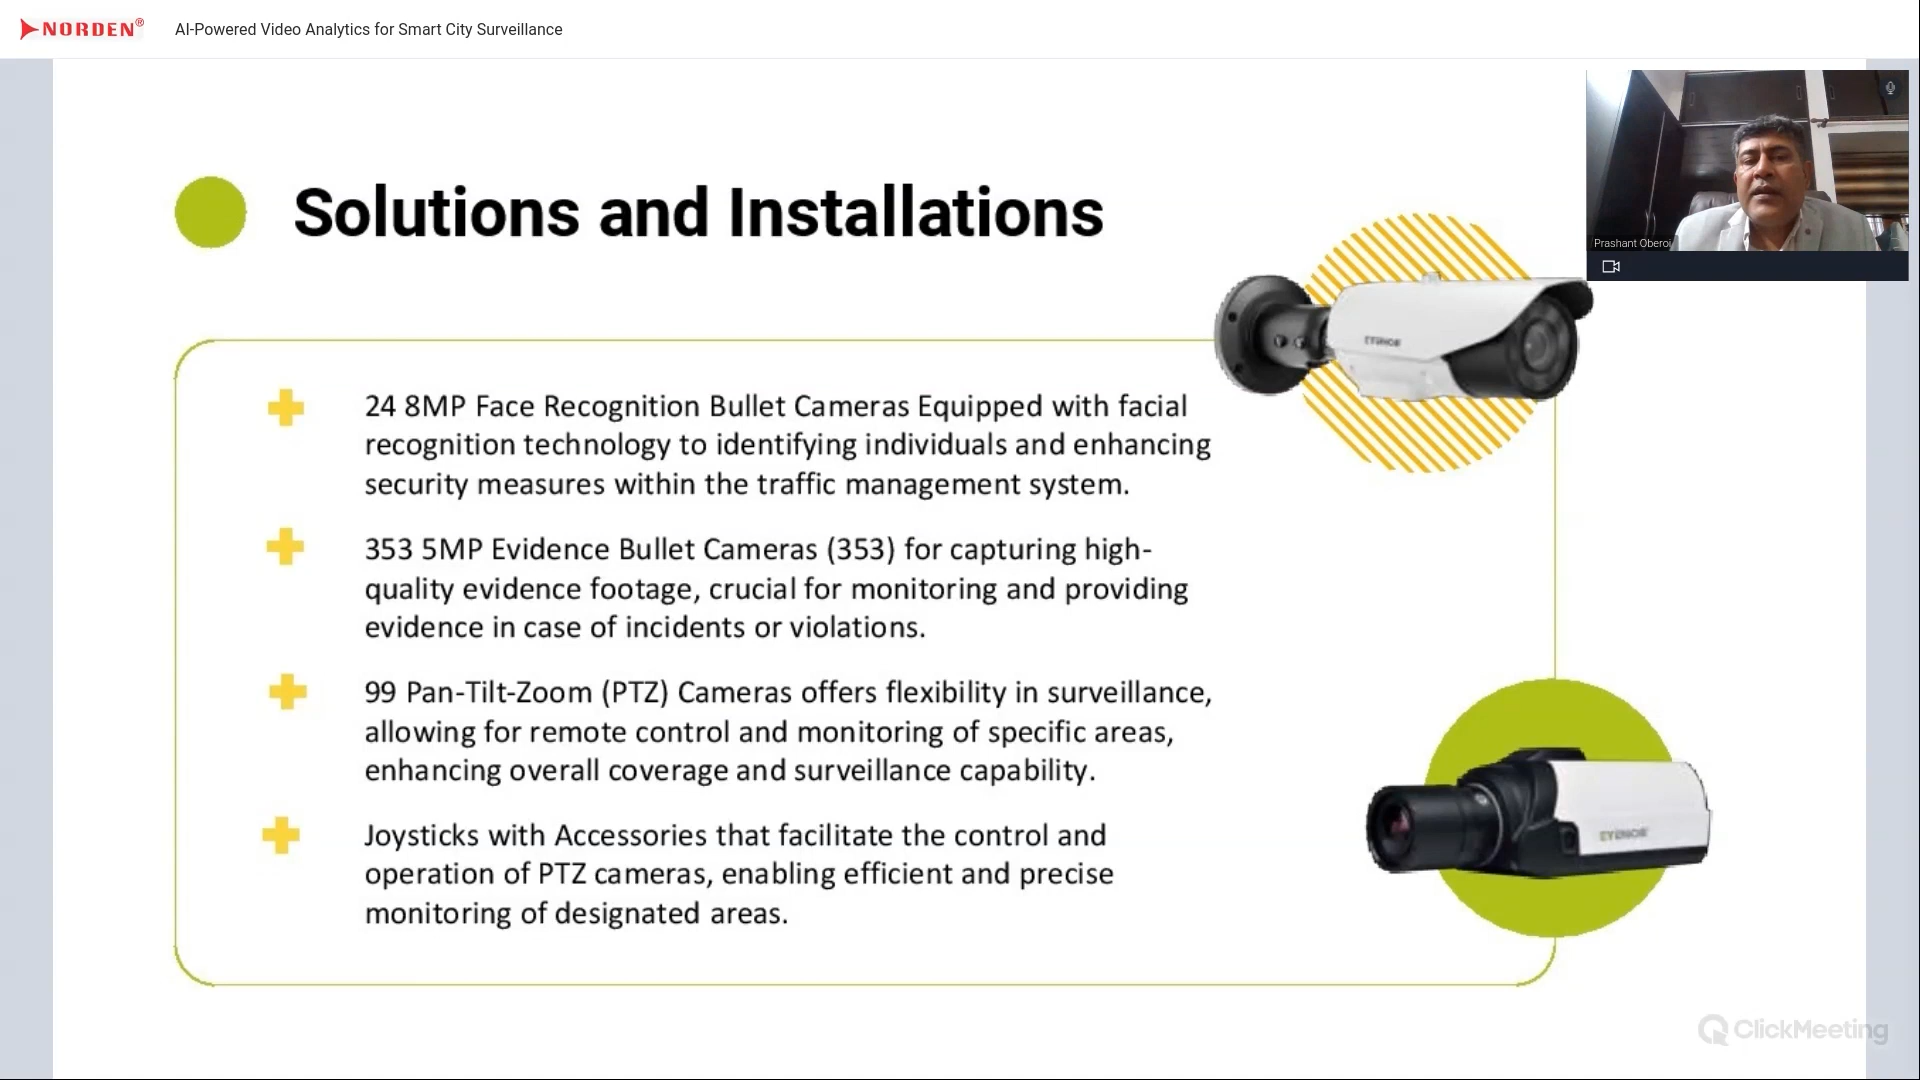 NORDEN®
AI-Powered Video Analytics for Smart City Surveillance
Prashant Oberoi
Solutions and Installations
24 8MP Face Recognition Bullet Cameras Equipped with facial
recognition technology to identifying individuals and enhancing
security measures within the traffic management system.
353 5MP Evidence Bullet Cameras (353) for capturing high-
quality evidence footage, crucial for monitoring and providing
evidence in case of incidents or violations.
99 Pan-Tilt-Zoom (PTZ) Cameras offers flexibility in surveillance,
allowing for remote control and monitoring of specific areas,
enhancing overall coverage and surveillance capability.
Joysticks with Accessories that facilitate the control and
operation of PTZ cameras, enabling efficient and precise
monitoring of designated areas.
ClickMeeting